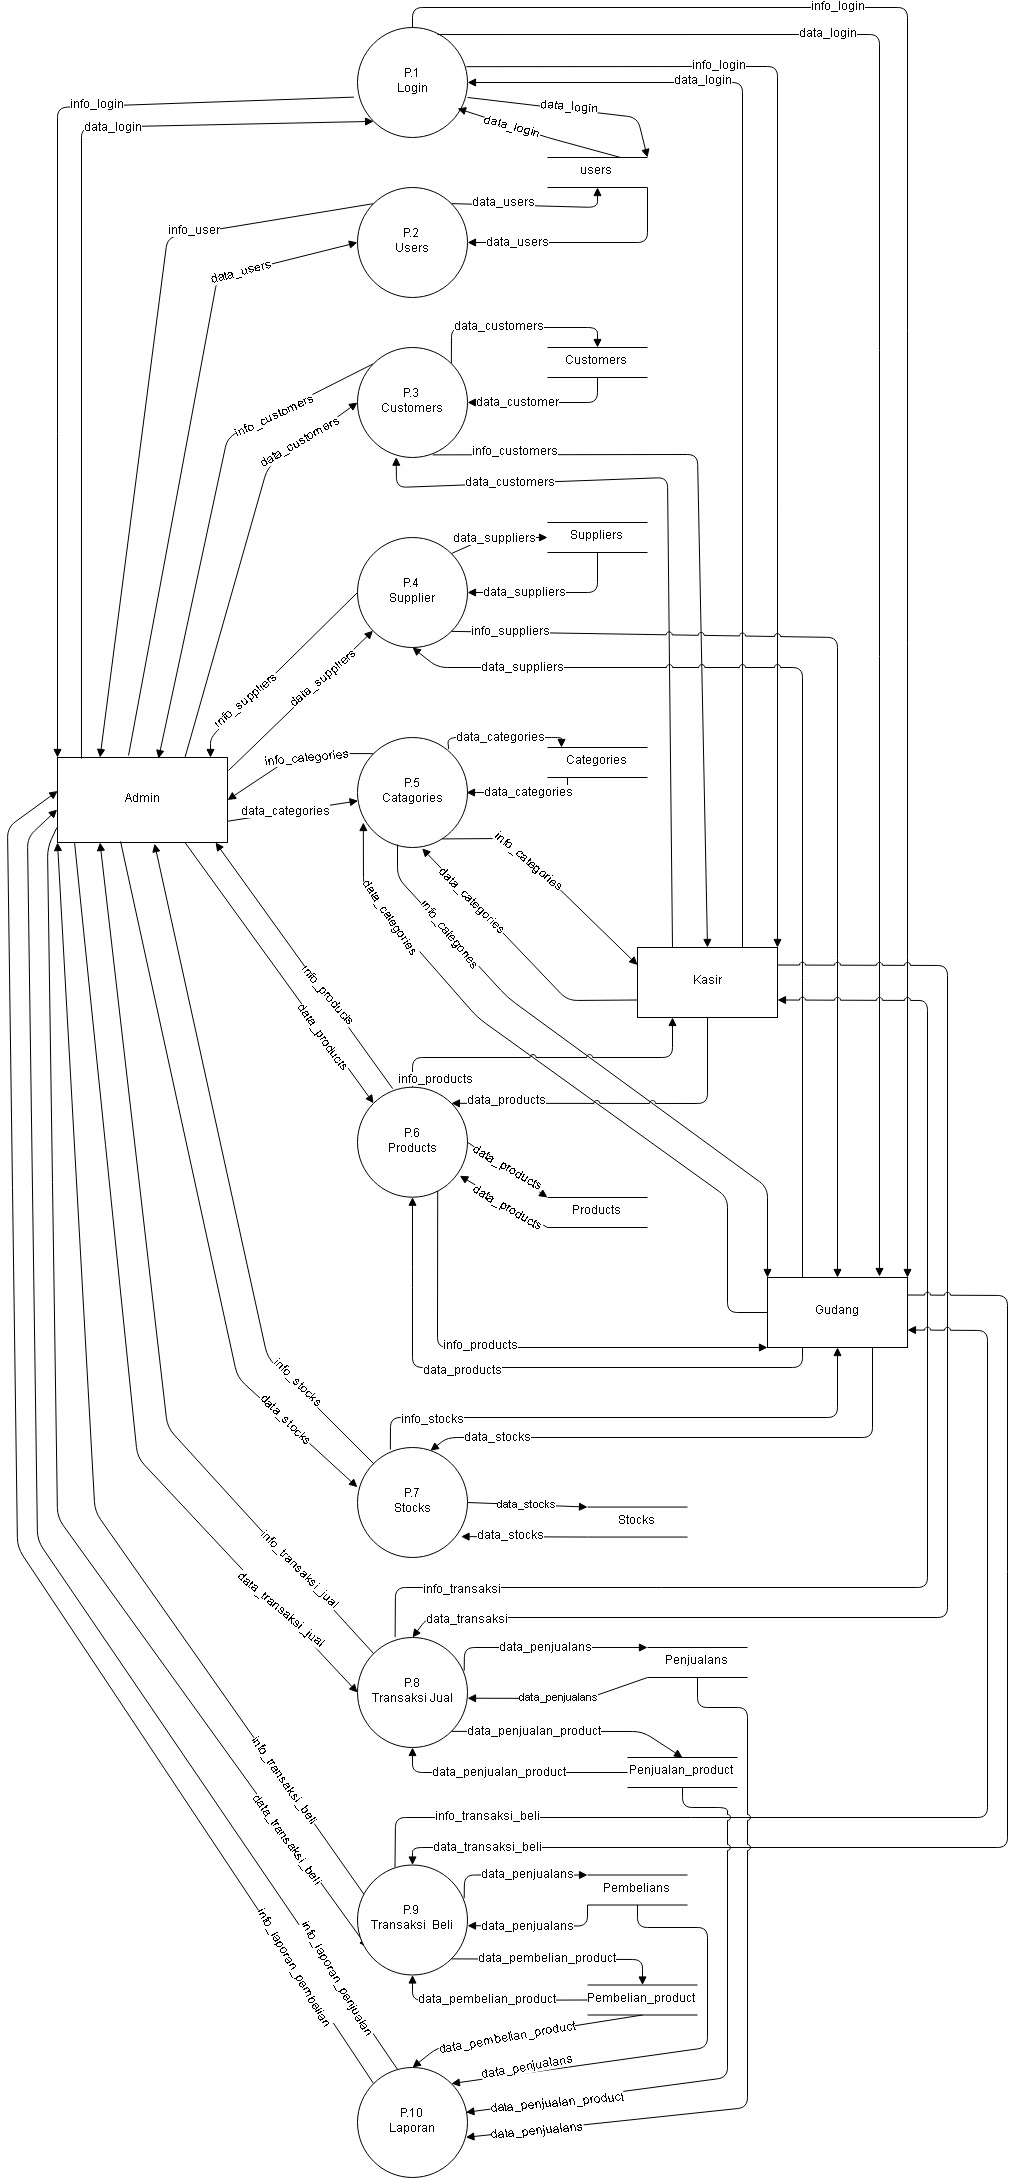 info_login
data_login
P.1
Login
info_login
data_login
info_login
data_login
data_login
data_login
users
P.2
Users
data_users
data_users
info_user
data_users
data_customers
Customers
P.3
Customers
data_customer
info_customers
data_customers
info_customers
data_customers
Suppliers
data_suppliers
P.4
Supplier
data_suppliers
info_suppliers
data_suppliers
info_suppliers
data_suppliers
data_categories
Categories
info_categories
P.5
Catagories
data_categories
Admin
data_categories
info_categories
data_categories
data_categories
info_categories
Kasir
info_products
data_products
info_products
data_products
P.6
Products
data_products
data_products
Products
Gudang
info_products
data_products
info_stocks
data_stocks
info_stocks
data_stocks
P.7
Stocks
data_stocks
data_stocks
Stocks
info_transaksi_jual
data_transaksi_jual
info_transaksi
data_transaksi
data_penjualans
Penjualans
P.8
Transaksi Jual
data_penjualans
data_penjualan_product
data_penjualan_product
Penjualan_product
info_transaksi_beli
data_transaksi_beli
info_transaksi_beli
data_transaksi_beli
data_penjualans
Pembelians
P.9
Transaksi Beli
data_penjualans
data_pembelian_product
data_pembelian_product
Pembelian_product
info_laporan_pembelian
info_laporan_penjualan
data_pembelian_product
data_penjualans
data_penjualan_product
data_penjualans
P.10
Laporan